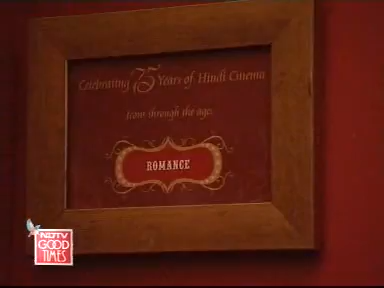 Celebrating 75 Years of Hindi Cinema
from through the ages
ROMANCE
NDTV
GOOD
TIMES